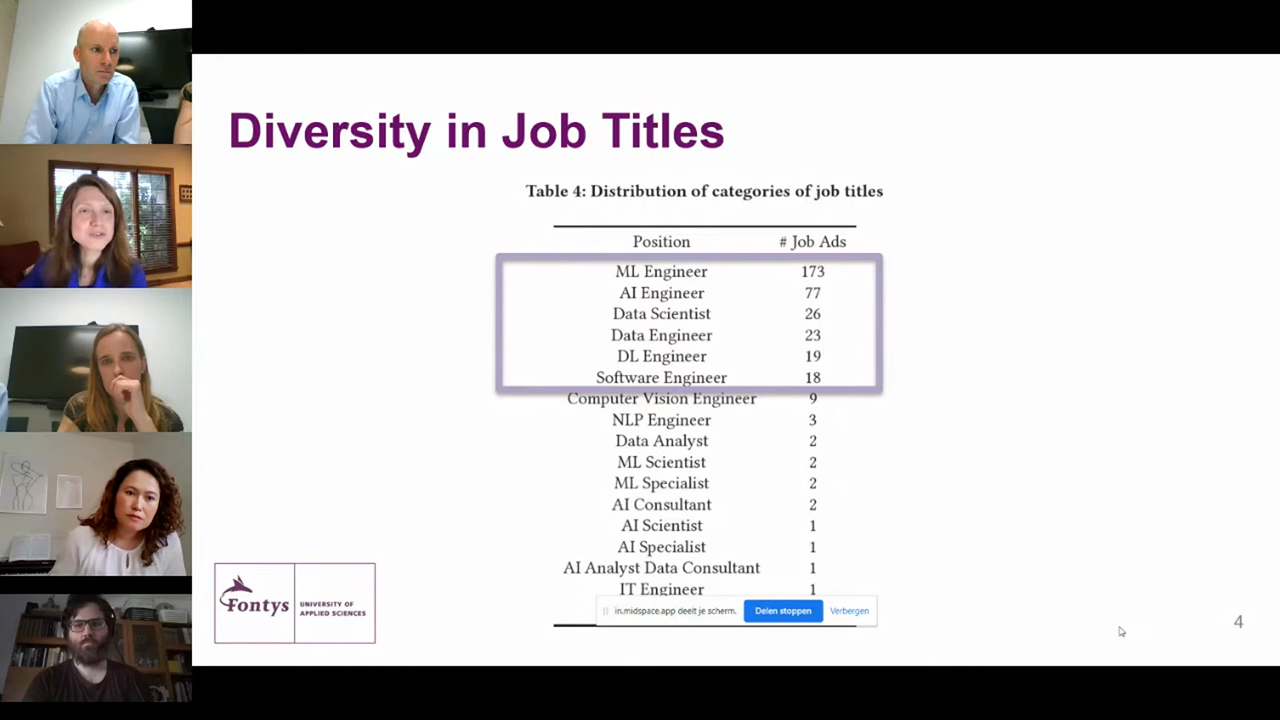 Diversity in Job Titles
Table 4: Distribution of categories of job titles
Position # Job Ads
ML Engineer 173
AI Engineer 77
Data Scientist 26
Data Engineer 23
DL Engineer 19
Software Engineer 18
Computer Vision Engineer 9
NLP Engineer 3
Data Analyst 2
ML Scientist 2
ML Specialist 2
AI Consultant 2
AI Scientist 1
AI Specialist 1
AI Analyst Data Consultant 1
IT Engineer 1
in.midspace.app deelt je scherm. Delen stoppen Verbergen
Fontys UNIVERSITY OF
APPLIED SCIENCES
4